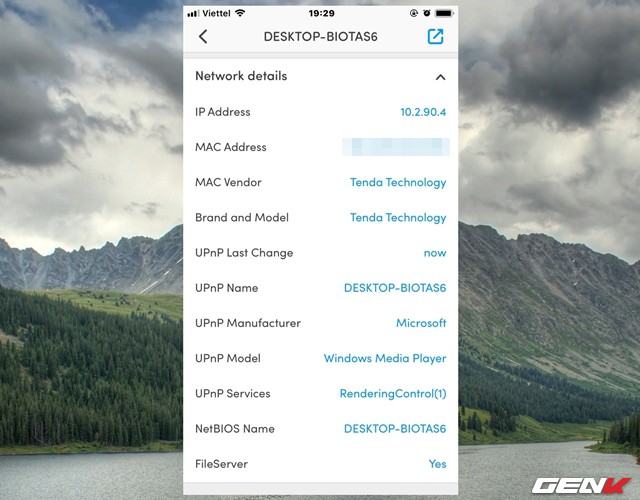 Viettel 19:29
DESKTOP-BIOTAS6
Network details
IP Address 10.2.90.4
MAC Address
MAC Vendor Tenda Technology
Brand and Model Tenda Technology
UPnP Last Change now
UPnP Name DESKTOP-BIOTAS6
UPnP Manufacturer Microsoft
UPnP Model Windows Media Player
UPnP Services RenderingControl(1)
NetBIOS Name DESKTOP-BIOTAS6
FileServer Yes
GENK